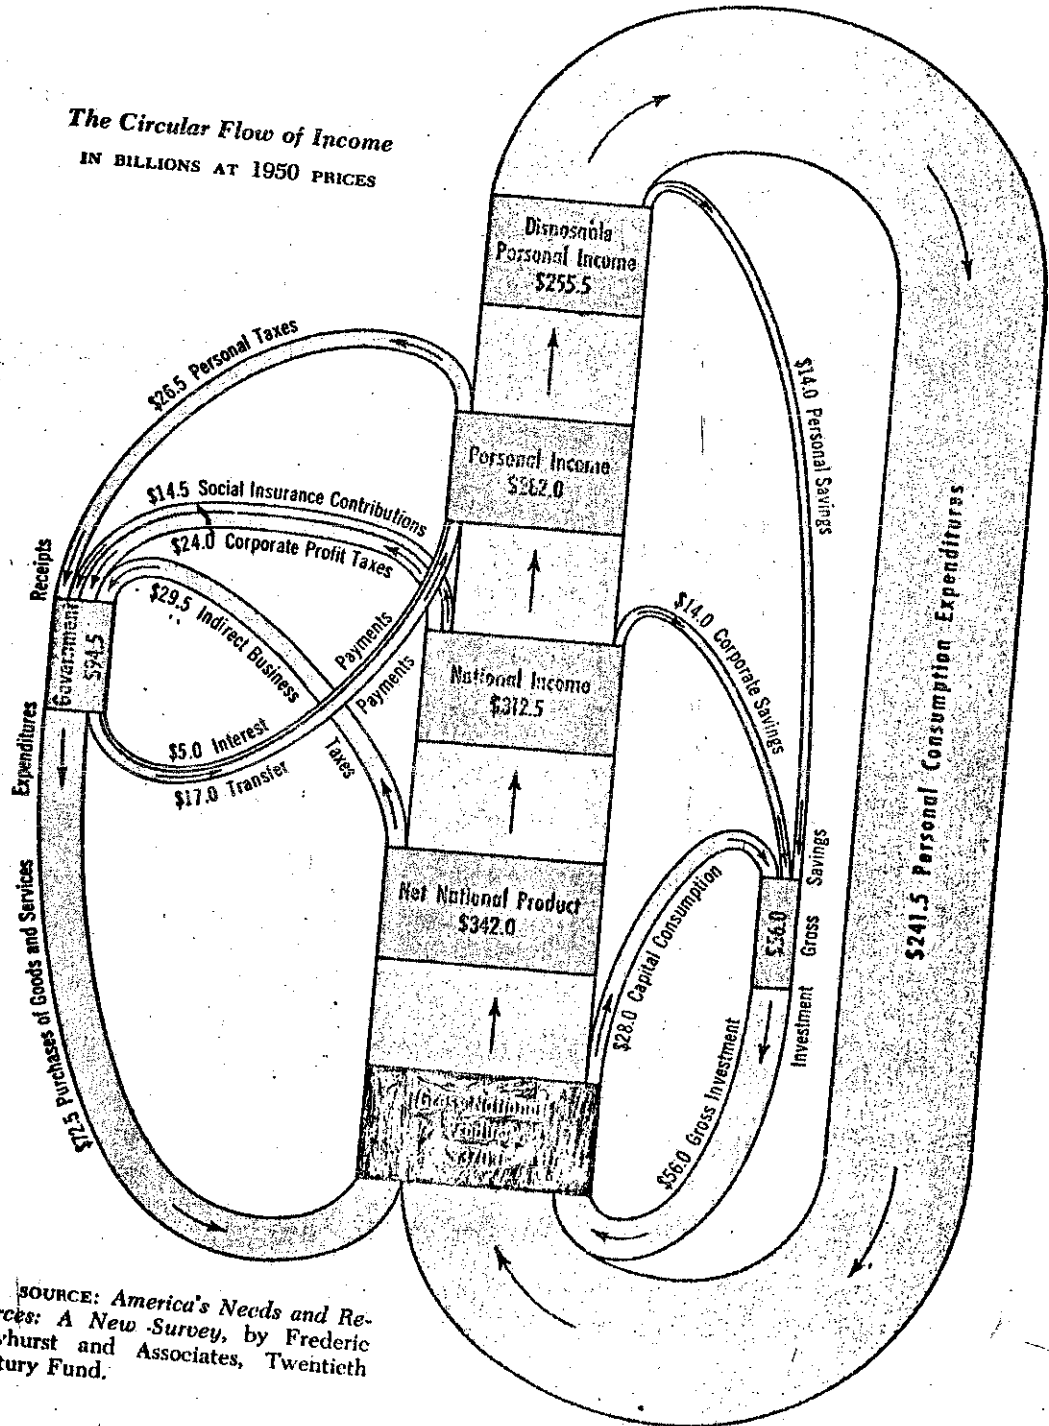 The Circular Flow of Income
IN BILLIONS AT 1950 PRICES
Disposable
Personal Income
$255.5
$26.5 Personal Taxes
$14.0 Personal Savings
Personal Income
$282.0
$14.5 Social Insurance Contributions
$24.0 Corporate Profit Taxes
$29.5 Indirect Business Taxes
Receipts
Government
$94.5
Expenditures
$5.0 Interest Payments
$17.0 Transfer Payments
National Income
$312.5
$14.0 Corporate Savings
$241.5 Personal Consumption Expenditures
Net National Product
$342.0
$28.0 Capital Consumption
Gross Savings
$56.0
Investment
$56.0 Gross Investment
$72.5 Purchases of Goods and Services
Gross National
SOURCE: America's Needs and Re-
rces: A New Survey, by Frederic
hurst and Associates, Twentieth
tury Fund.